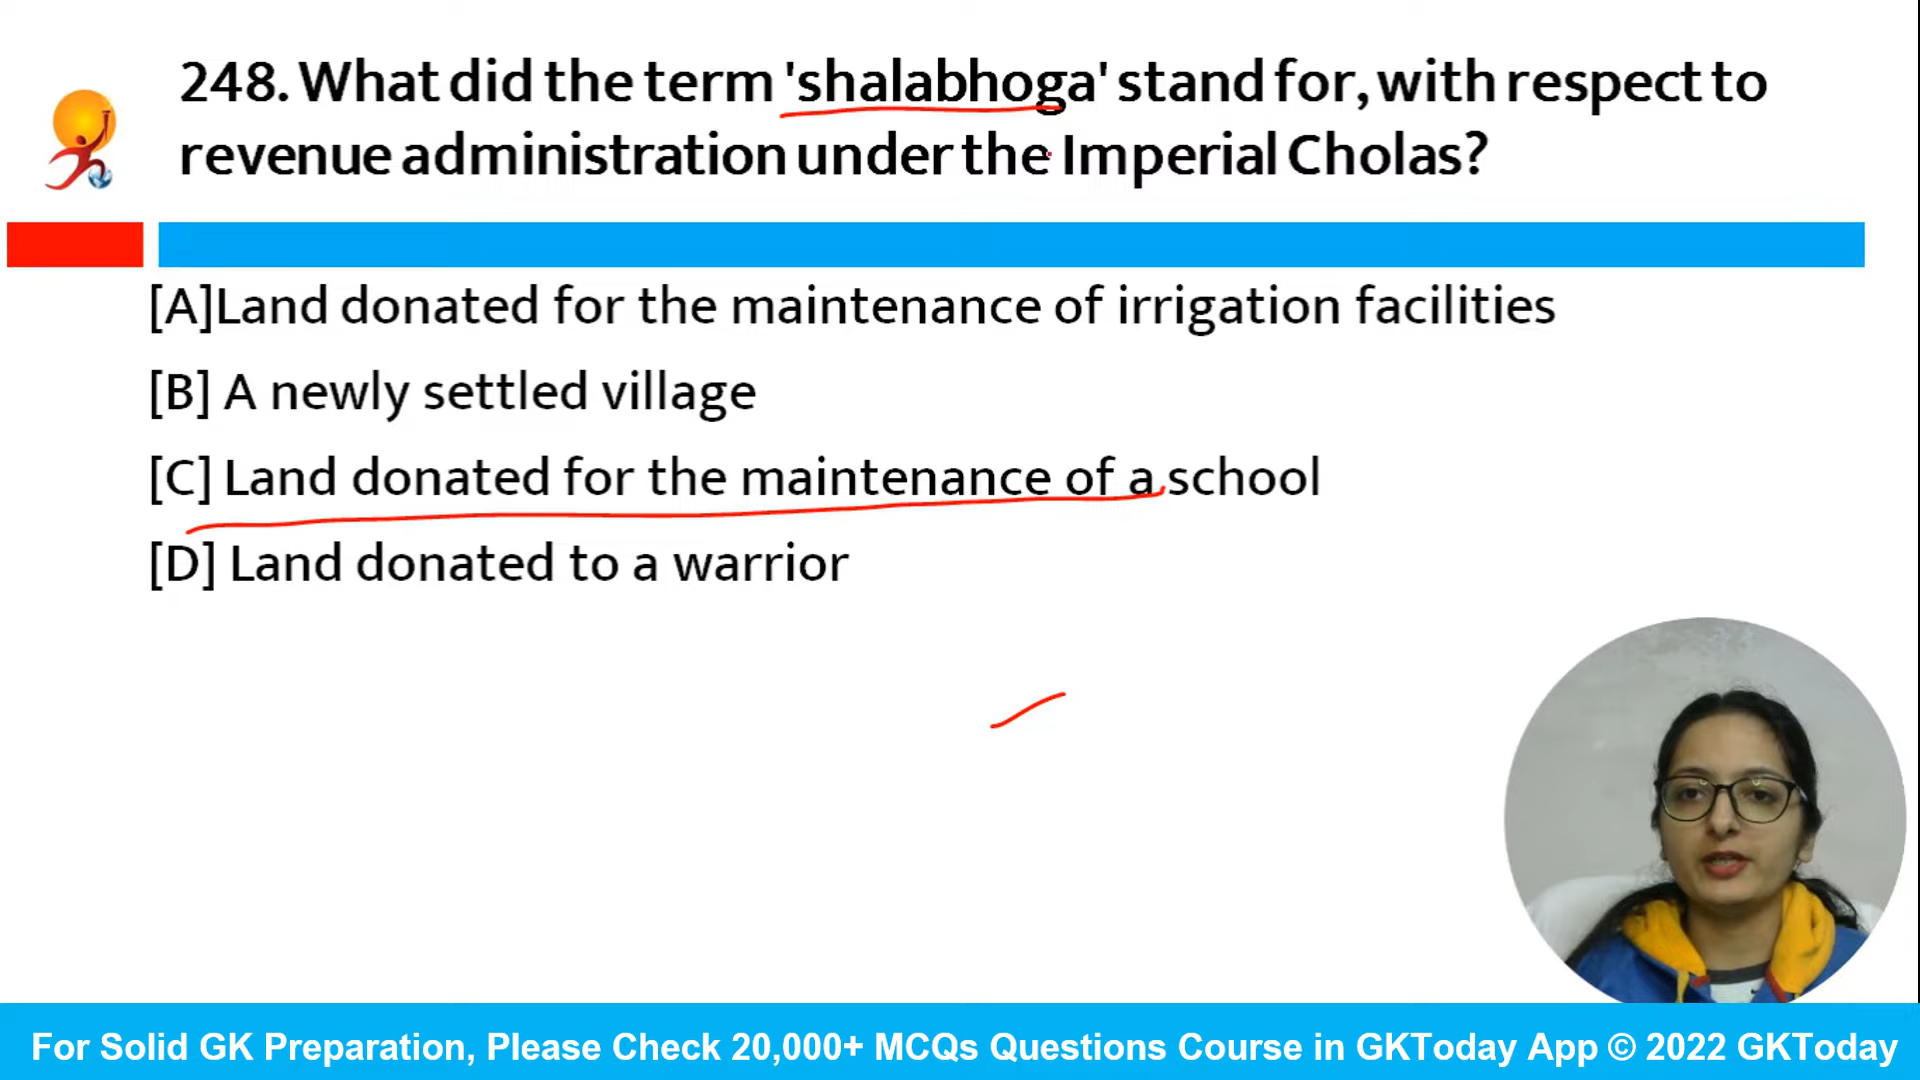 248. What did the term 'shalabhoga' stand for, with respect to
revenue administration under the Imperial Cholas?
[A]Land donated for the maintenance of irrigation facilities
[B] A newly settled village
[C] Land donated for the maintenance of a school
[D] Land donated to a warrior
For Solid GK Preparation, Please Check 20,000+ MCQs Questions Course in GKToday App © 2022 GKToday